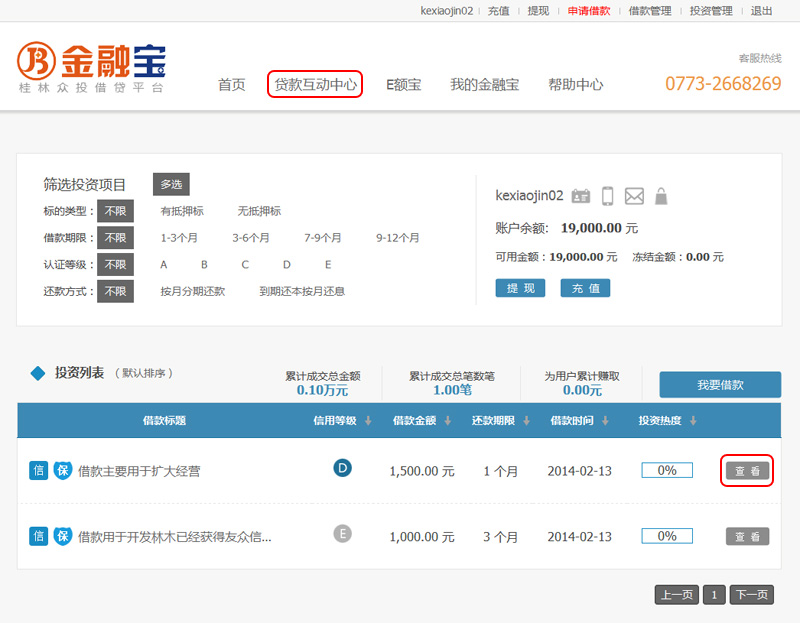 kexiaojin02 充值 提现 申请借款 借款管理 投资管理 退出
金融宝
桂林众投借贷平台
首页 贷款互动中心 E额宝 我的金融宝 帮助中心
客服热线
0773-2668269
筛选投资项目 多选
标的类型： 不限 有抵押标 无抵押标
借款期限： 不限 1-3个月 3-6个月 7-9个月 9-12个月
认证等级： 不限 A B C D E
还款方式： 不限 按月分期还款 到期还本按月还息
kexiaojin02
账户余额： 19,000.00 元
可用金额：19,000.00 元 冻结金额：0.00 元
提 现 充 值
投资列表 （默认排序）
累计成交总金额 累计成交总笔数笔 为用户累计赚取
0.10万元 1.00笔 0.00元
我要借款
借款标题 信用等级 借款金额 还款期限 借款时间 投资热度
信 保 借款主要用于扩大经营 D 1,500.00 元 1 个月 2014-02-13 0% 查 看
信 保 借款用于开发林木已经获得友众信... E 1,000.00 元 3 个月 2014-02-13 0% 查 看
上一页 1 下一页